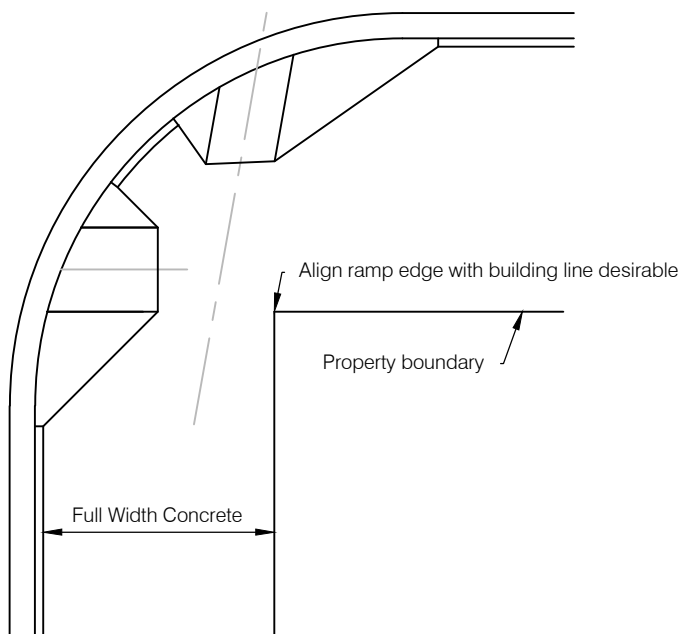 Align ramp edge with building line desirable
Property boundary
Full Width Concrete